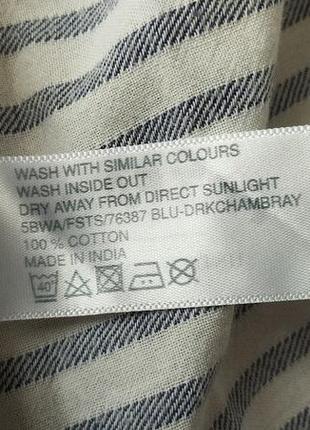 WASH WITH SIMILAR COLOURS
WASH INSIDE OUT
DRY AWAY FROM DIRECT SUNLIGHT
5BWA/FSTS/76387 BLU-DRKCHAMBRAY
100 % COTTON
MADE IN INDIA
40°